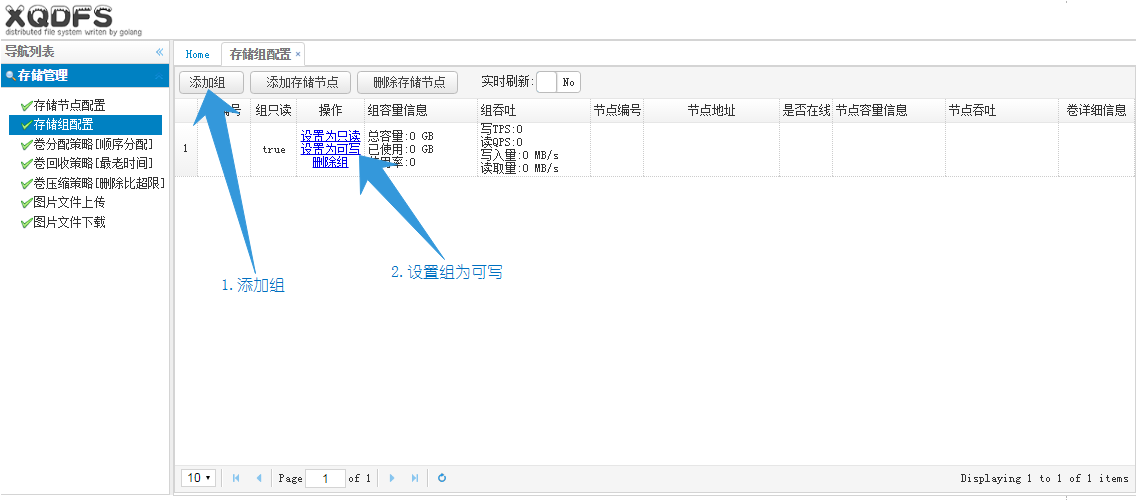 XQDFS
distributed file system writen by golang
导航列表
存储管理
存储节点配置
存储组配置
卷分配策略[顺序分配]
卷回收策略[最老时间]
卷压缩策略[删除比超限]
图片文件上传
图片文件下载
Home 存储组配置 ×
添加组 添加存储节点 删除存储节点 实时刷新: No
号 组只读 操作 组容量信息 组吞吐 节点编号 节点地址 是否在线 节点容量信息 节点吞吐 卷详细信息
1 true
设置为只读
设置为可写
删除组
总容量:0 GB
已使用:0 GB
用率:0
写TPS:0
读QPS:0
写入量:0 MB/s
读取量:0 MB/s
1.添加组
2.设置组为可写
10 Page 1 of 1 Displaying 1 to 1 of 1 items